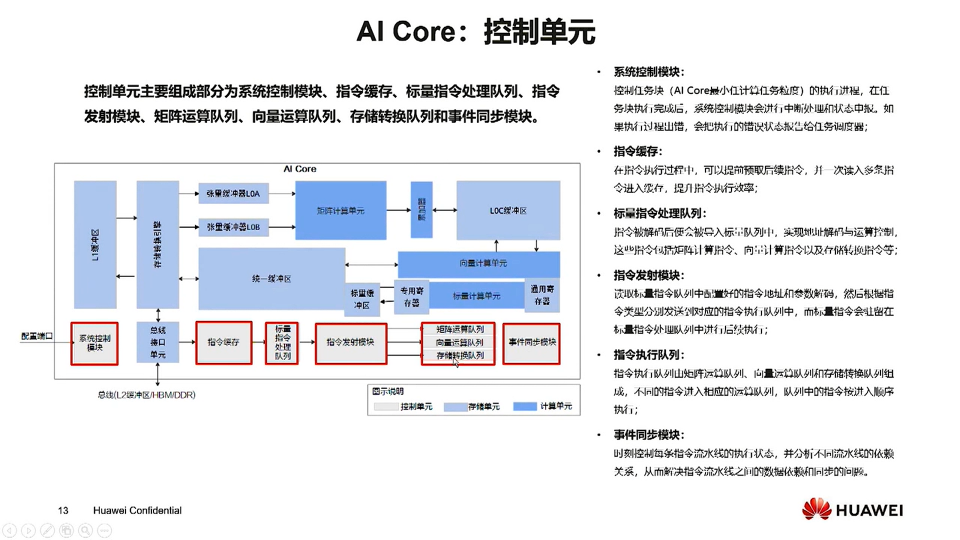 AI Core：控制单元
控制单元主要组成部分为系统控制模块、指令缓存、标量指令处理队列、指令
发射模块、矩阵运算队列、向量运算队列、存储转换队列和事件同步模块。
AI Core
L1缓冲区
存储转换引擎
张量缓冲器L0A
张量缓冲器L0B
矩阵计算单元
累加器
L0C缓冲区
统一缓冲区
向量计算单元
标量缓
冲区
专用寄
存器
标量计算单元
通用寄
存器
配置端口
系统控制
模块
总线
接口
单元
指令缓存
标量
指令
处理
队列
指令发射模块
矩阵运算队列
向量运算队列
存储转换队列
事件同步模块
总线(L2缓冲区/HBM/DDR)
图示说明
控制单元
存储单元
计算单元
• 系统控制模块：
控制任务块（AI Core最小任计算任务粒度）的执行进程，在任
务块执行完成后，系统控制模块会进行中断处理和状态申报。如
果执行过程出错，会把执行的错误状态报告给任务调度器；
• 指令缓存：
在指令执行过程中，可以提前预取后续指令，并一次读入多条指
令进入缓存，提升指令执行效率；
• 标量指令处理队列：
指令被解码后便会被导入标量队列中，实现地址解码与运算控制，
这些指令包括矩阵计算指令、向量计算指令以及存储转换指令等；
• 指令发射模块：
读取标量指令队列中配置好的指令地址和参数解码，然后根据指
令类型分别发送到对应的指令执行队列中，而标量指令会驻留在
标量指令处理队列中进行后续执行；
• 指令执行队列：
指令执行队列由矩阵运算队列、向量运算队列和存储转换队列组
成，不同的指令进入相应的运算队列，队列中的指令按进入顺序
执行；
• 事件同步模块：
时刻控制每条指令流水线的执行状态，并分析不同流水线的依赖
关系，从而解决指令流水线之间的数据依赖和同步的问题。
13 Huawei Confidential
HUAWEI